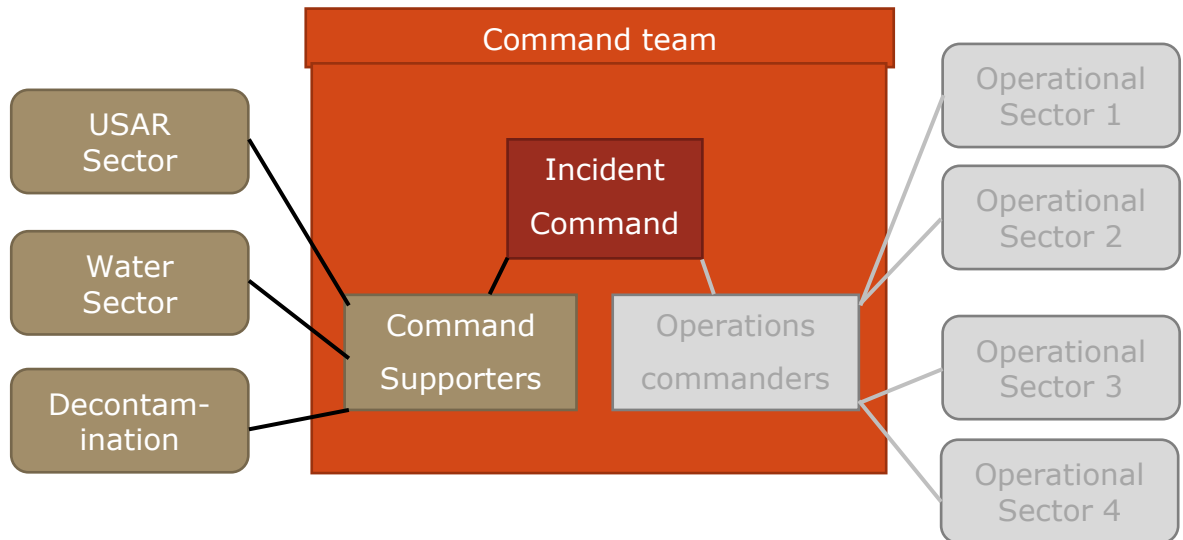 Command team
USAR
Sector
Water
Sector
Decontam-
ination
Incident
Command
Command
Supporters
Operations
commanders
Operational
Sector 1
Operational
Sector 2
Operational
Sector 3
Operational
Sector 4